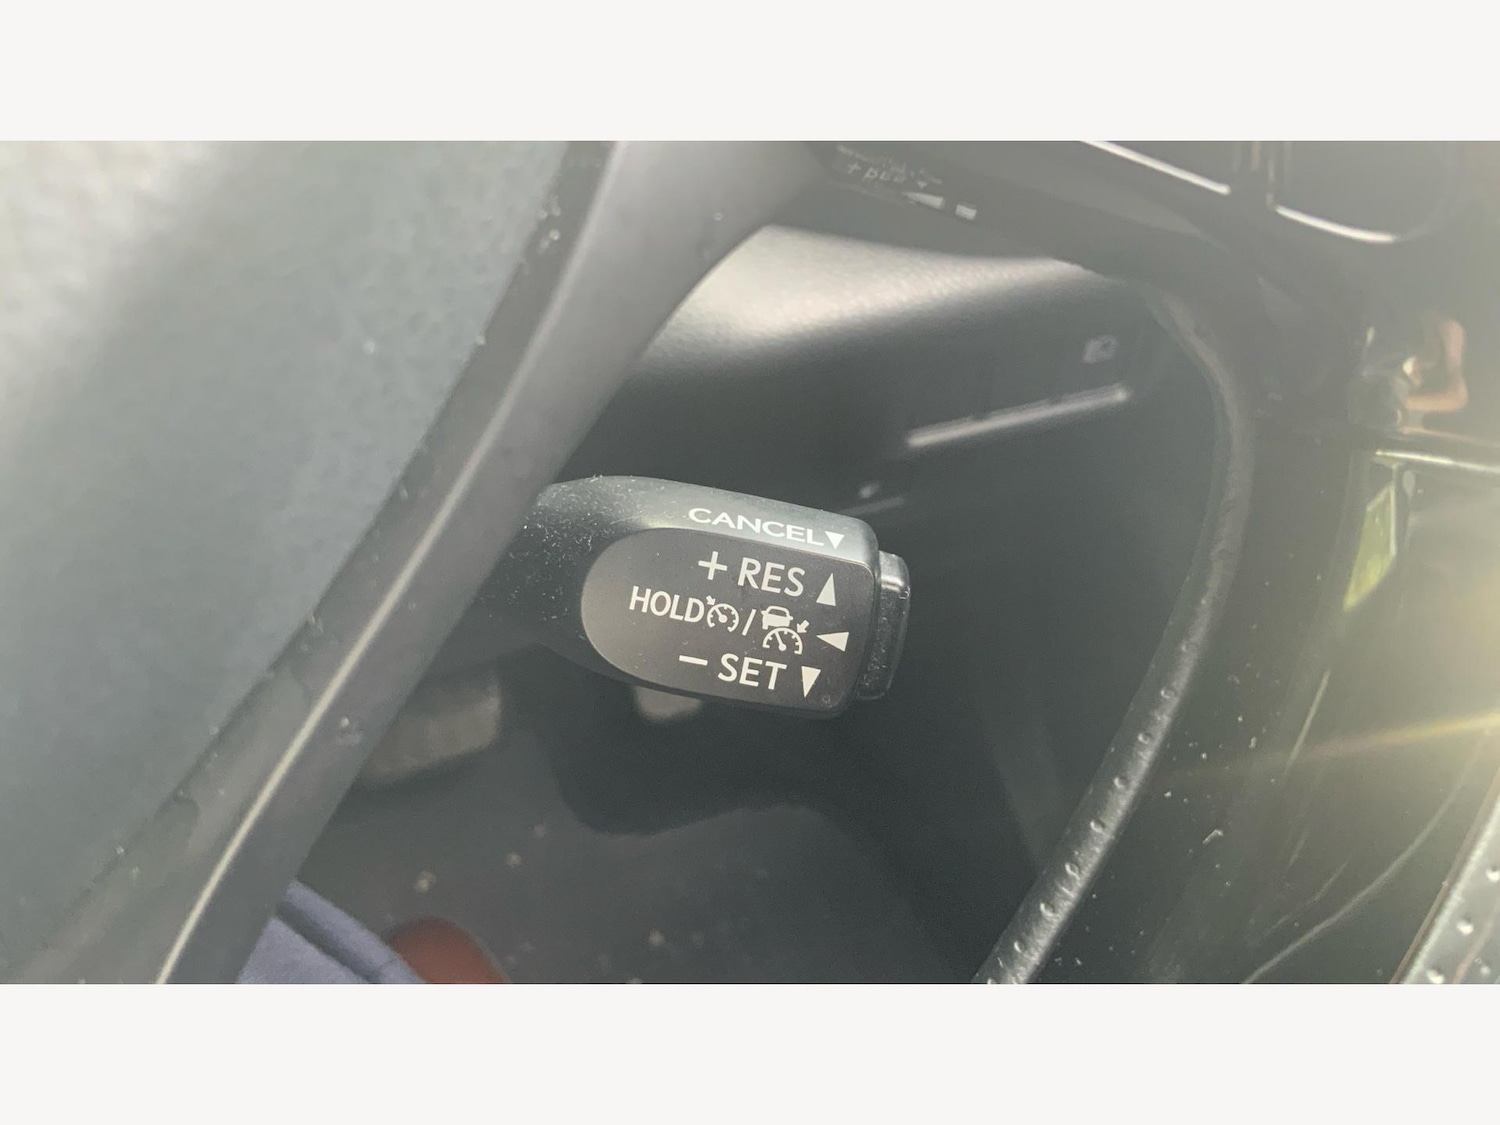 CANCEL▼
+ RES ▲
HOLD / ◀
− SET ▼